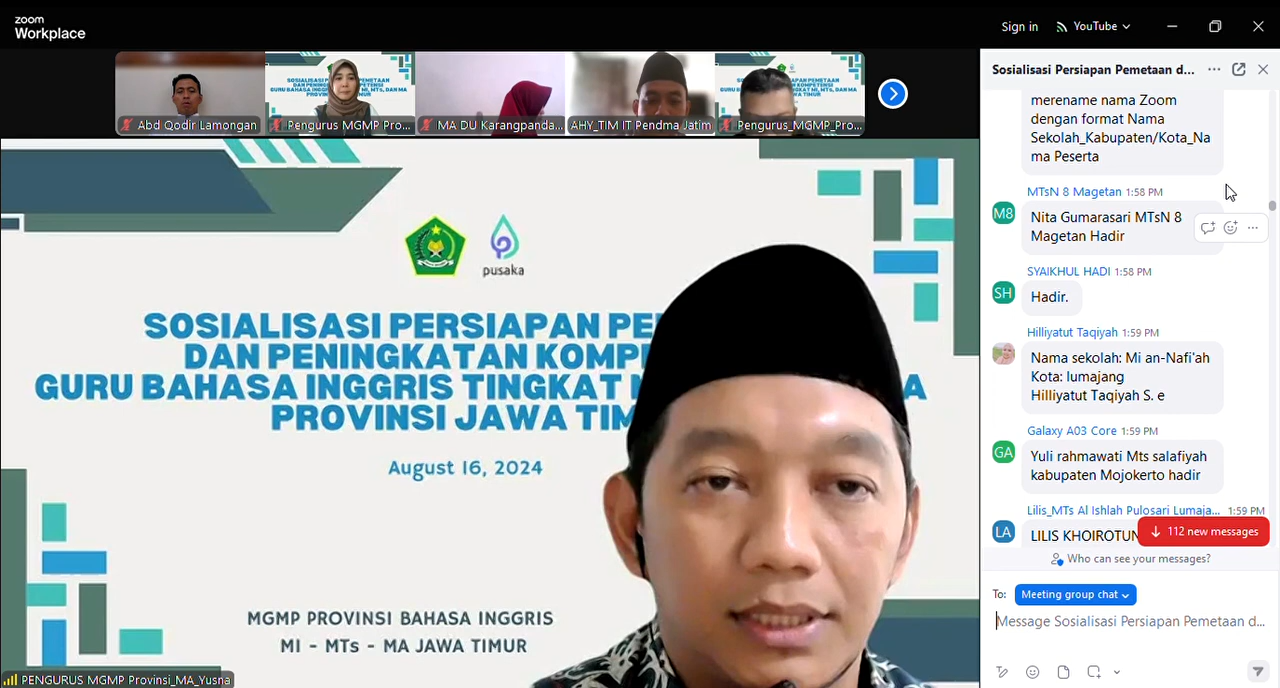 zoom
Workplace
Sign in
YouTube
Abd Qodir Lamongan
Pengurus MGMP Pro...
MA DU Karangpanda...
AHY_TIM IT Pendma Jatim
Pengurus_MGMP_Pro...
pusaka
SOSIALISASI PERSIAPAN PE
DAN PENINGKATAN KOMPE
GURU BAHASA INGGRIS TINGKAT M A
PROVINSI JAWA TIM
August 16, 2024
MGMP PROVINSI BAHASA INGGRIS
MI - MTs - MA JAWA TIMUR
PENGURUS MGMP Provinsi_MA_Yusna
Sosialisasi Persiapan Pemetaan d...
merename nama Zoom
dengan format Nama
Sekolah_Kabupaten/Kota_Na
ma Peserta
MTsN 8 Magetan 1:58 PM
M8
Nita Gumarasari MTsN 8
Magetan Hadir
SYAIKHUL HADI 1:58 PM
SH
Hadir.
Hilliyatut Taqiyah 1:59 PM
Nama sekolah: Mi an-Nafi'ah
Kota: lumajang
Hilliyatut Taqiyah S. e
Galaxy A03 Core 1:59 PM
GA
Yuli rahmawati Mts salafiyah
kabupaten Mojokerto hadir
Lilis_MTs Al Ishlah Pulosari Lumaja... 1:59 PM
LA
LILIS KHOIROTUN
112 new messages
Who can see your messages?
To: Meeting group chat
Message Sosialisasi Persiapan Pemetaan d...